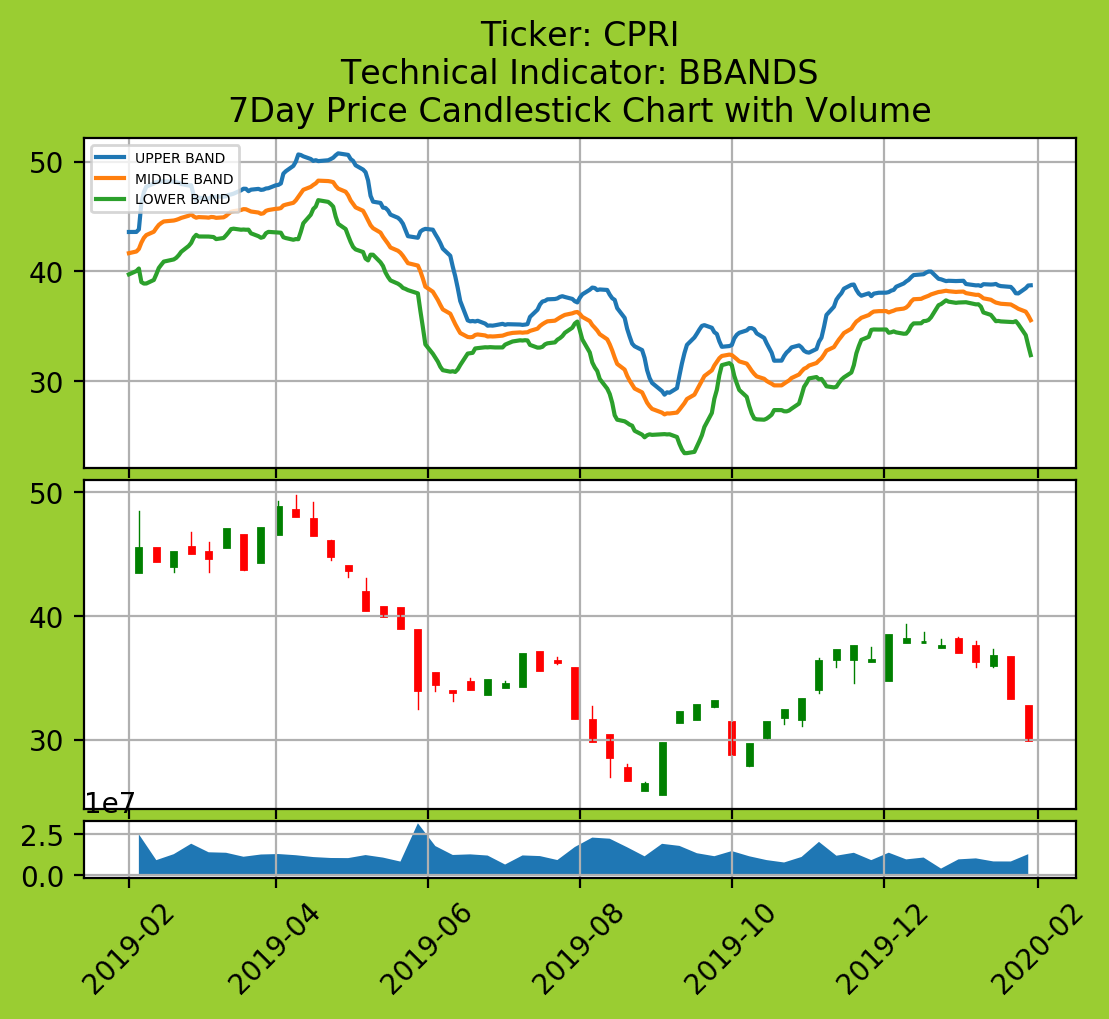 Ticker: CPRI
Technical Indicator: BBANDS
7Day Price Candlestick Chart with Volume
50
40
30
UPPER BAND
MIDDLE BAND
LOWER BAND
50
40
30
1e7
2.5
0.0
2019-02
2019-04
2019-06
2019-08
2019-10
2019-12
2020-02